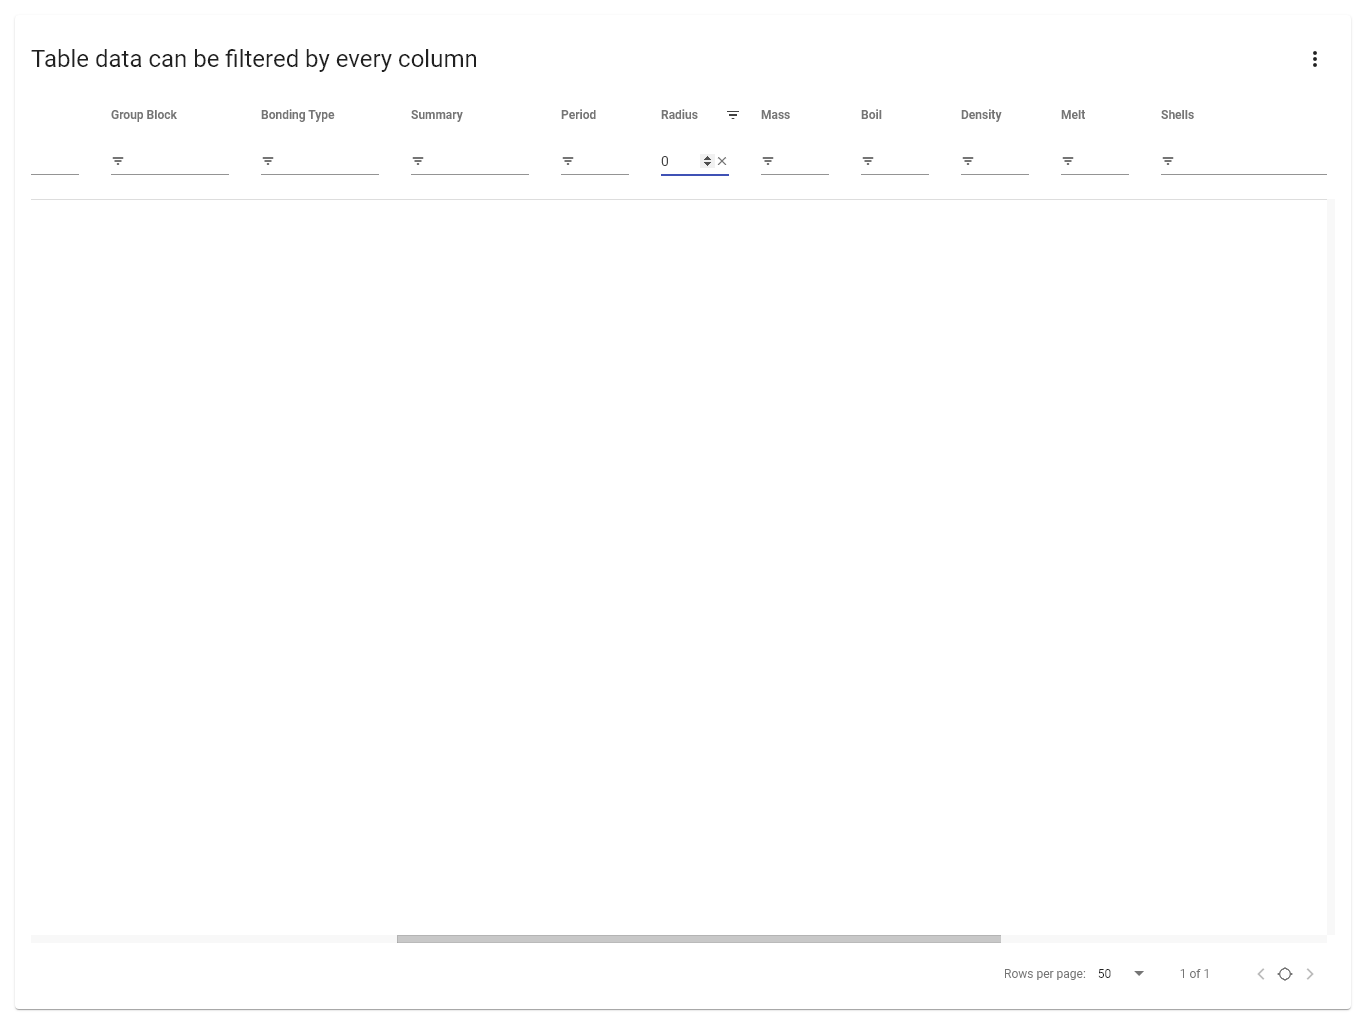 Table data can be filtered by every column
Group Block Bonding Type Summary Period Radius Mass Boil Density Melt Shells
0
Rows per page: 50 1 of 1